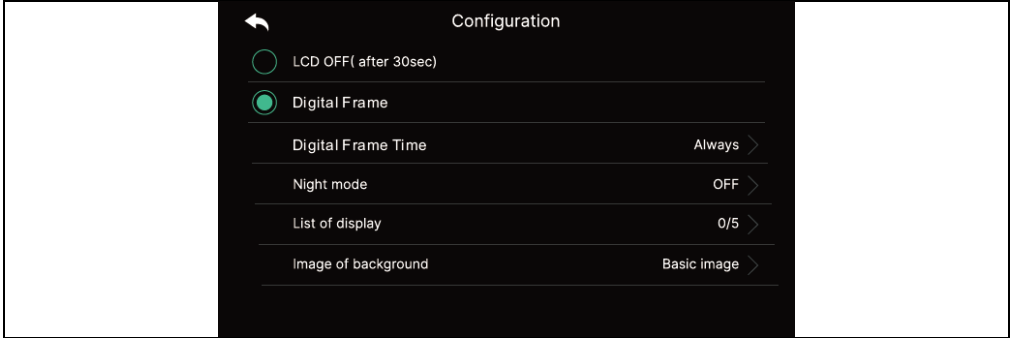 Configuration
LCD OFF( after 30sec)
Digital Frame
Digital Frame Time Always
Night mode OFF
List of display 0/5
Image of background Basic image